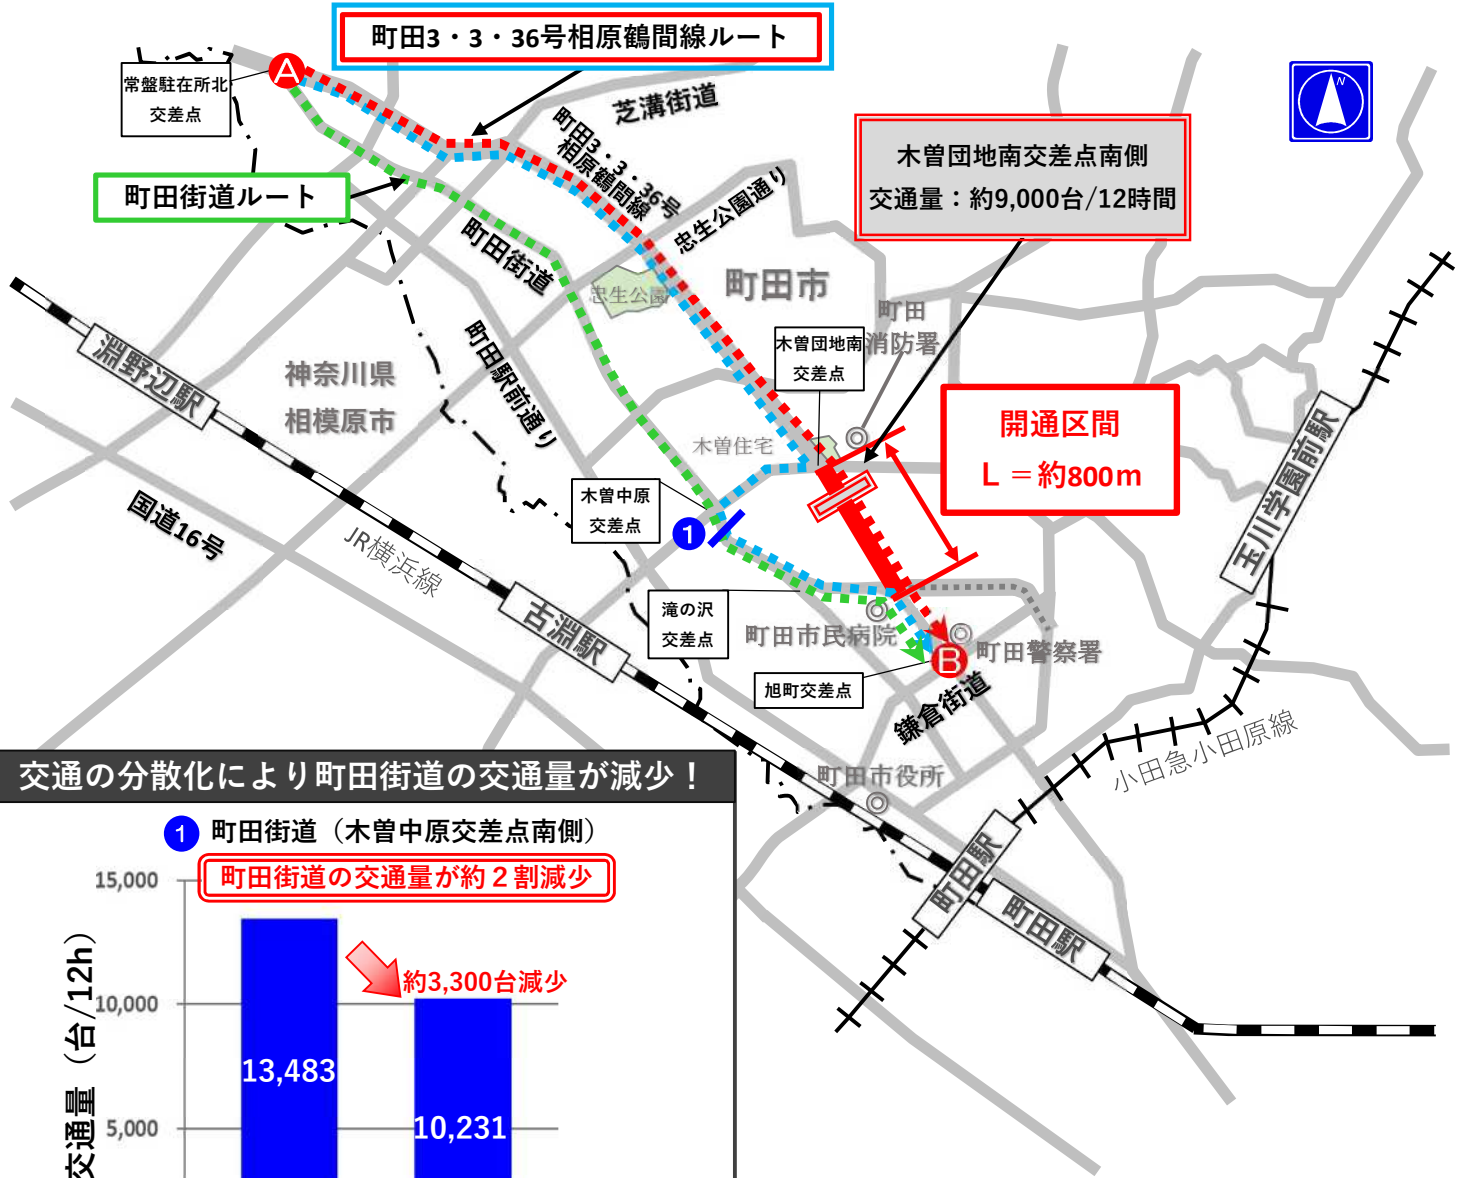 町田3・3・36号相原鶴間線ルート
A
常盤駐在所北
交差点
芝溝街道
町田3・3・36号
相原鶴間線
N
木曽団地南交差点南側
交通量：約9,000台/12時間
町田街道ルート
忠生公園通り
町田街道
忠生公園
町田市
町田
消防署
木曽団地南
交差点
淵野辺駅
神奈川県
相模原市
町田駅前通り
開通区間
L＝約800m
玉川学園前駅
木曽住宅
木曽中原
交差点
1
国道16号
JR横浜線
古淵駅
滝の沢
交差点
町田市民病院
町田警察署
B
旭町交差点
鎌倉街道
小田急小田原線
町田市役所
町田駅
町田駅
交通の分散化により町田街道の交通量が減少！
1 町田街道（木曽中原交差点南側）
町田街道の交通量が約２割減少
15,000
約3,300台減少
10,000
13,483
10,231
5,000
交通量（台/12h）